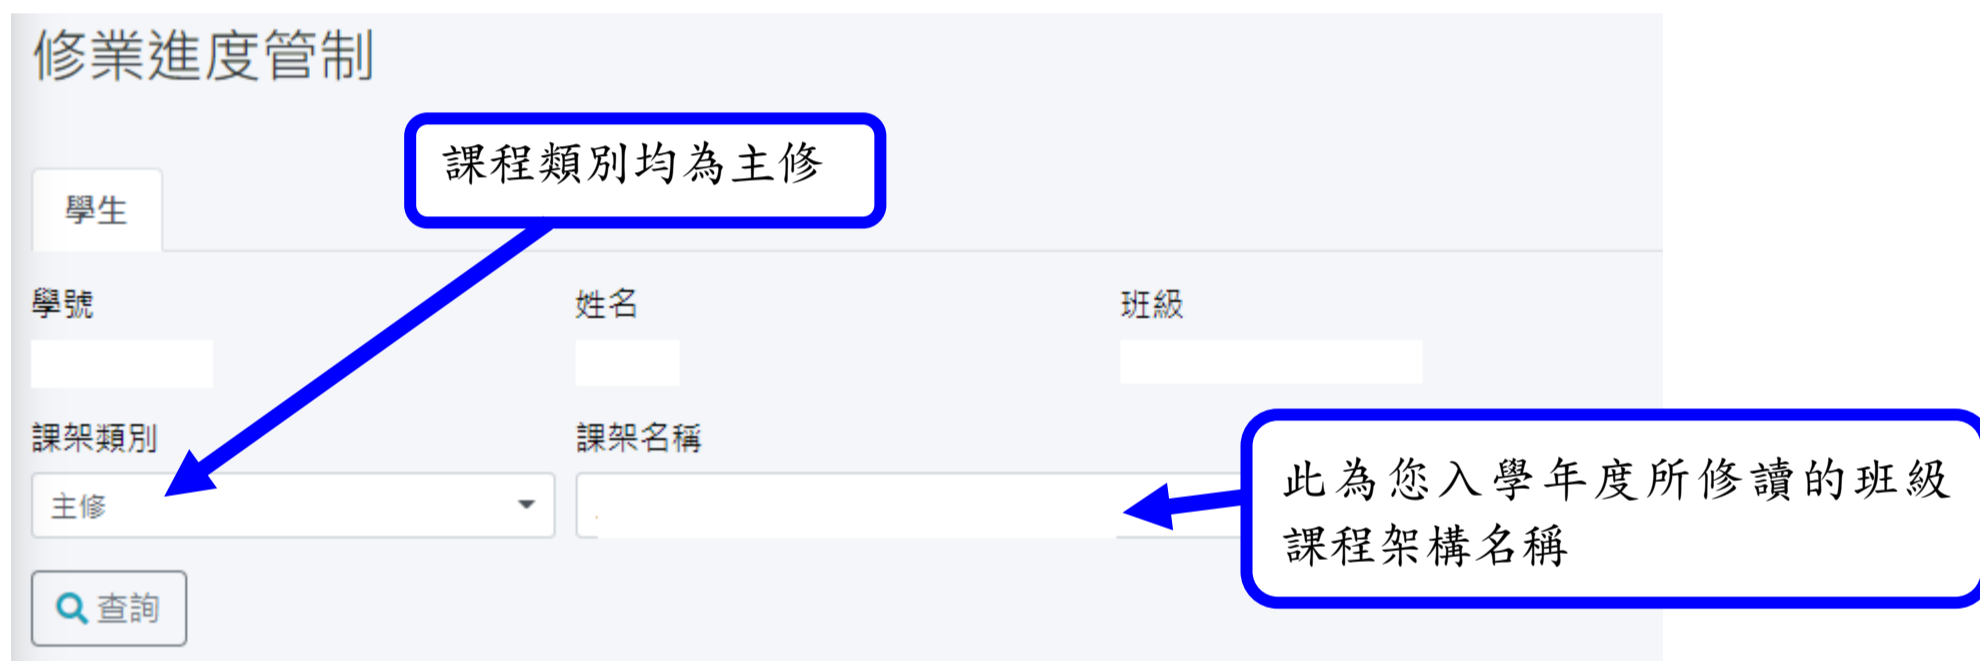 修業進度管制
課程類別均為主修
學生
學號
姓名
班級
課架類別
課架名稱
主修
此為您入學年度所修讀的班級
課程架構名稱
查詢